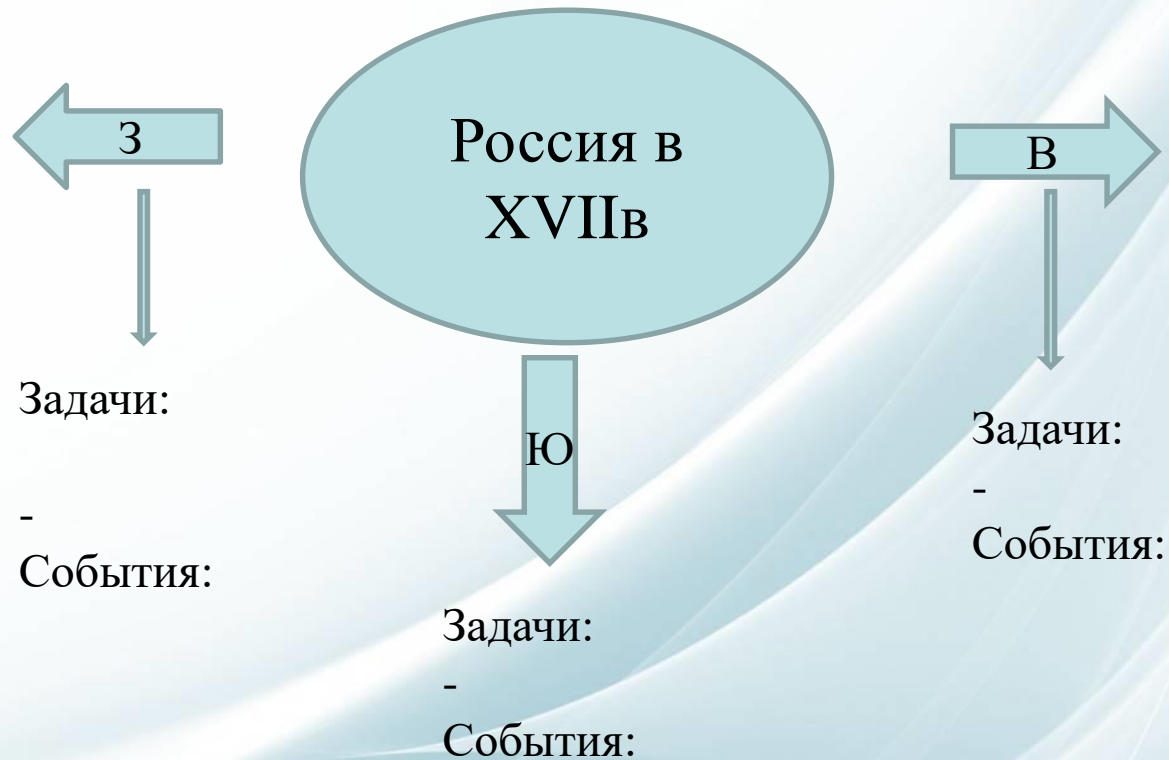 З
Россия в
XVIIв
В
Задачи:
-
События:
Ю
Задачи:
-
События:
Задачи:
-
События: